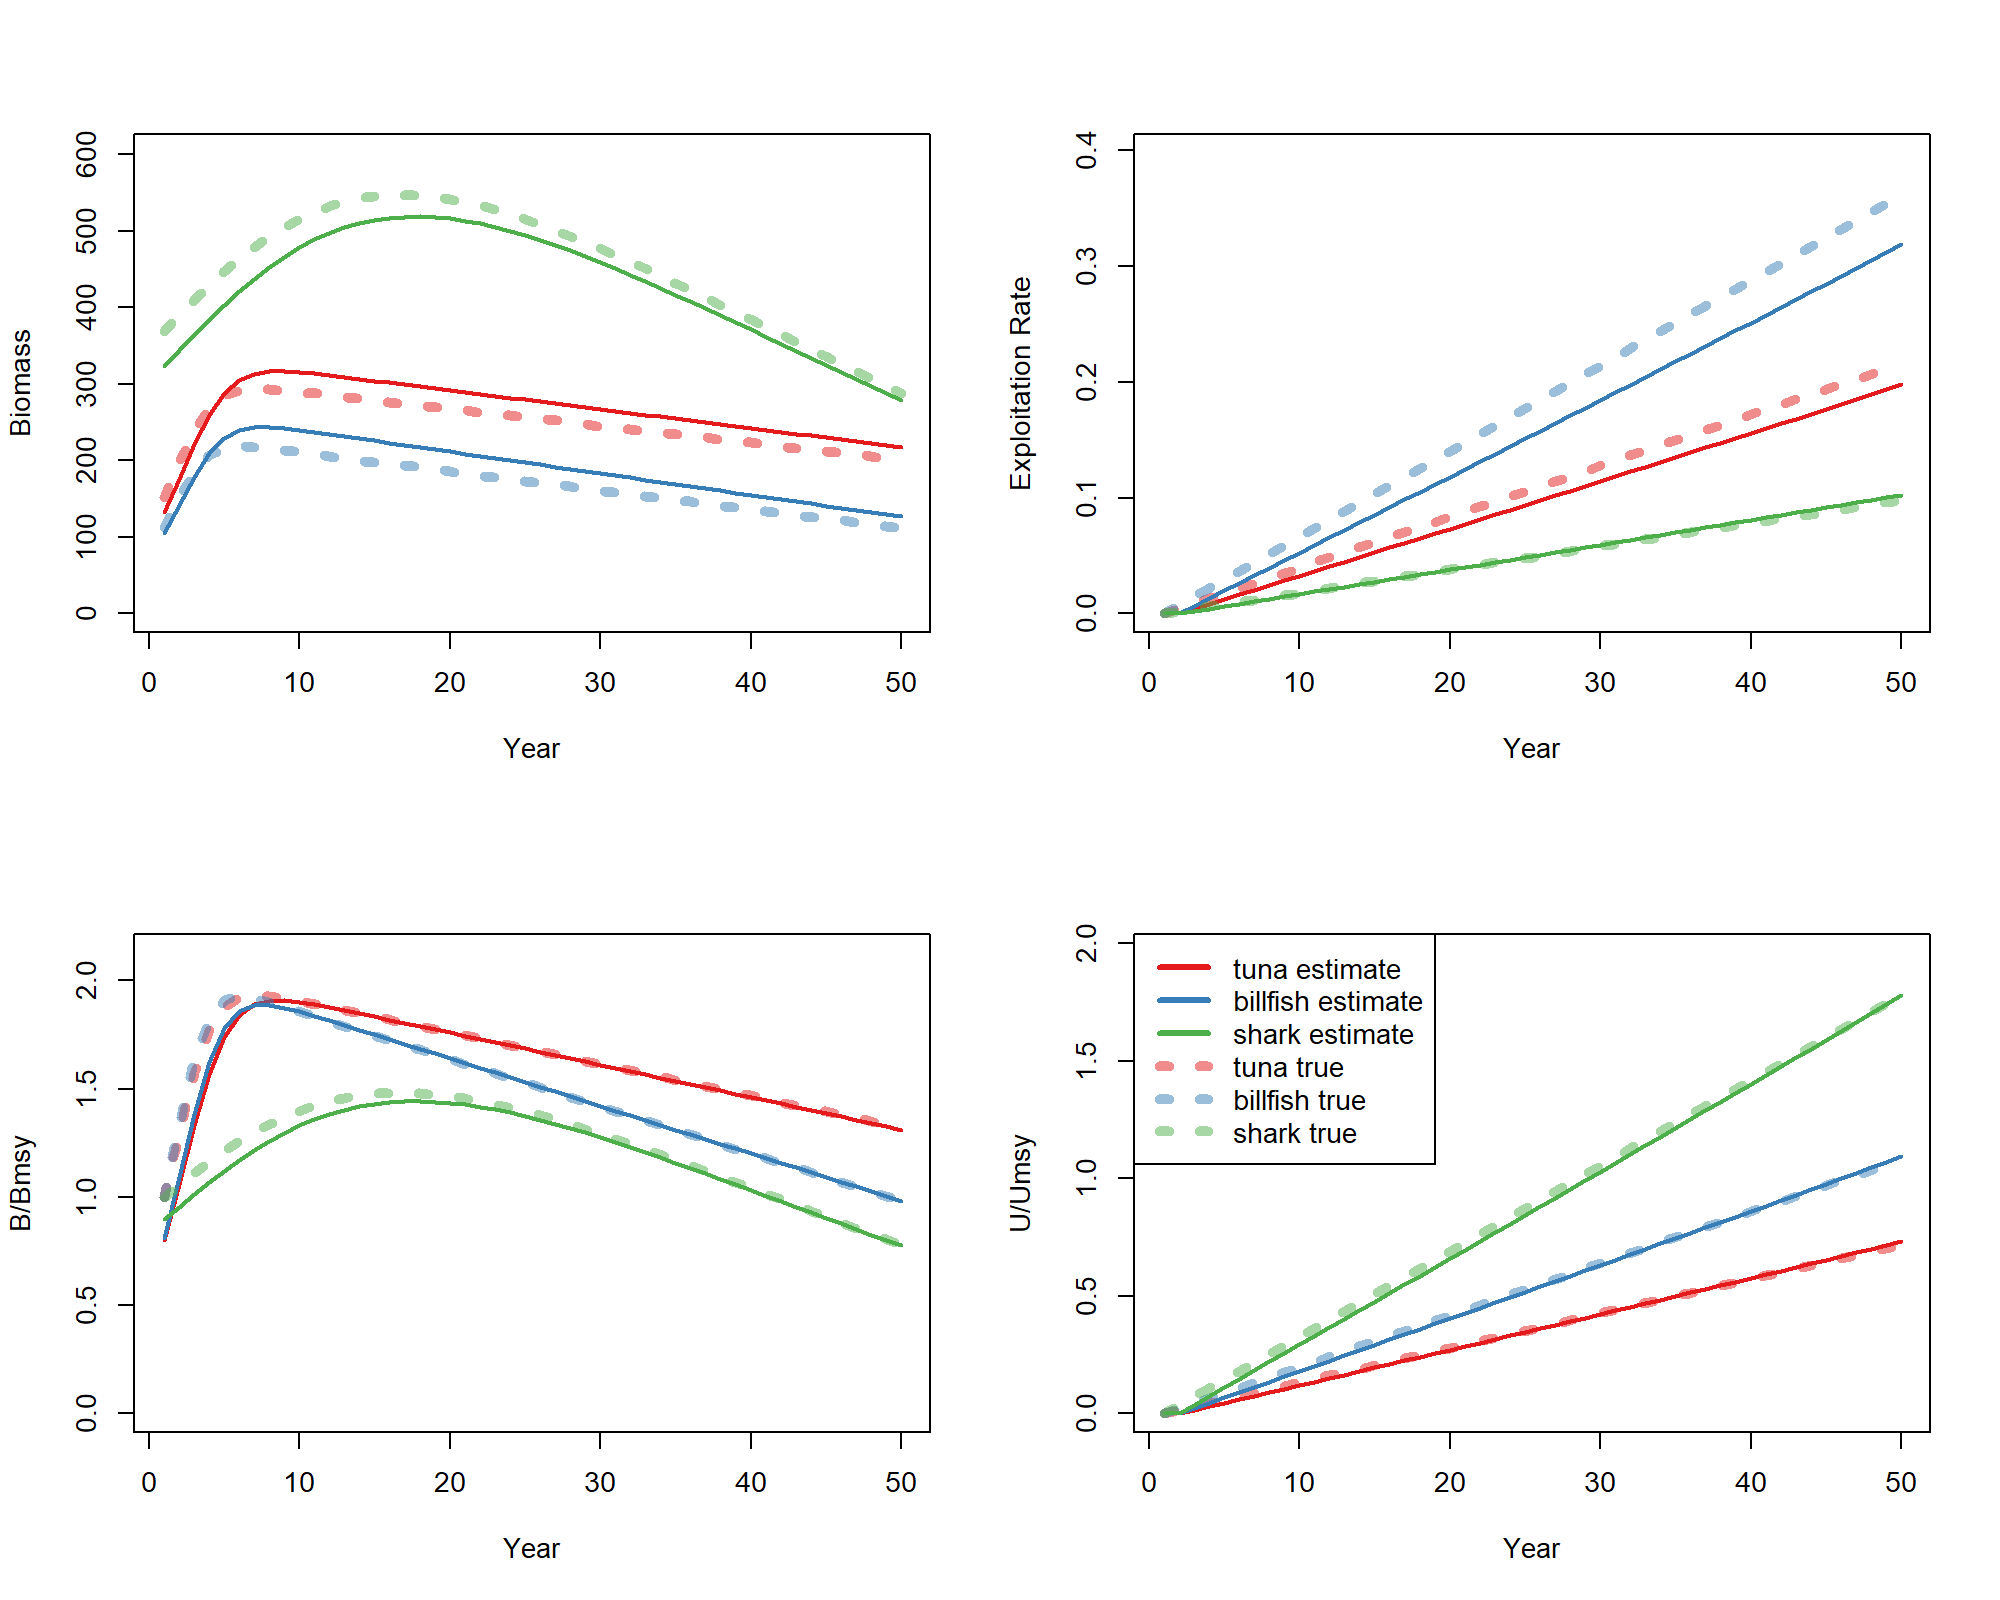 Biomass
600
500
400
300
200
100
0
0 10 20 30 40 50
Year
Exploitation Rate
0.4
0.3
0.2
0.1
0.0
0 10 20 30 40 50
Year
B/Bmsy
2.0
1.5
1.0
0.5
0.0
0 10 20 30 40 50
Year
U/Umsy
2.0
1.5
1.0
0.5
0.0
tuna estimate
billfish estimate
shark estimate
tuna true
billfish true
shark true
0 10 20 30 40 50
Year